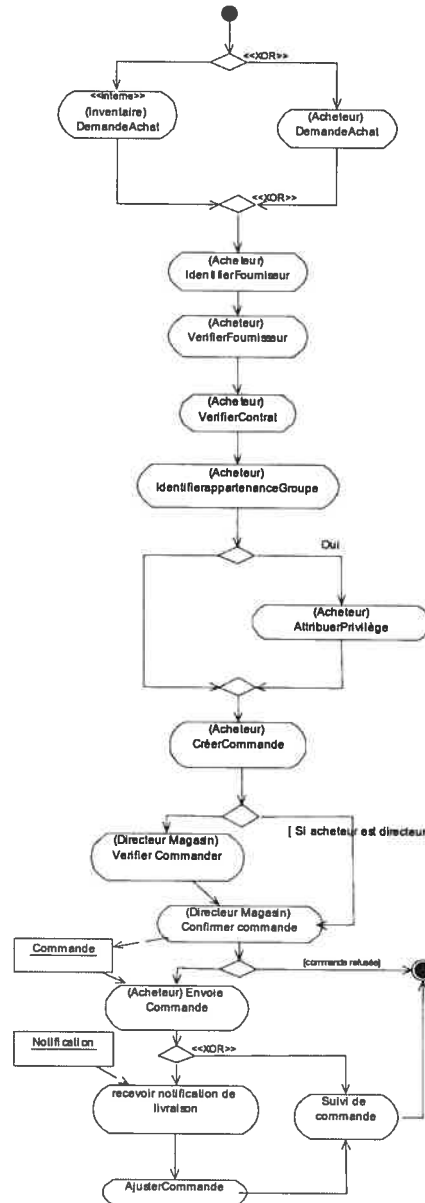 <<XOR>>
<<Interne>>
(Inventaire)
DemandeAchat
(Acheteur)
DemandeAchat
<<XOR>>
(Acheteur)
IdentifierFournisseur
(Acheteur)
VerifierFournisseur
(Acheteur)
VerifierContrat
(Acheteur)
IdentifierappartenanceGroupe
Oui
(Acheteur)
AttribuerPrivilège
(Acheteur)
CréerCommande
[ Si acheteur est directeur
(Directeur Magasin)
Verifier Commander
(Directeur Magasin)
Confirmer commande
Commande
[commande refusée]
(Acheteur) Envoie
Commande
Notification
<<XOR>>
recevoir notification de
livraison
Suivi de
commande
AjusterCommande